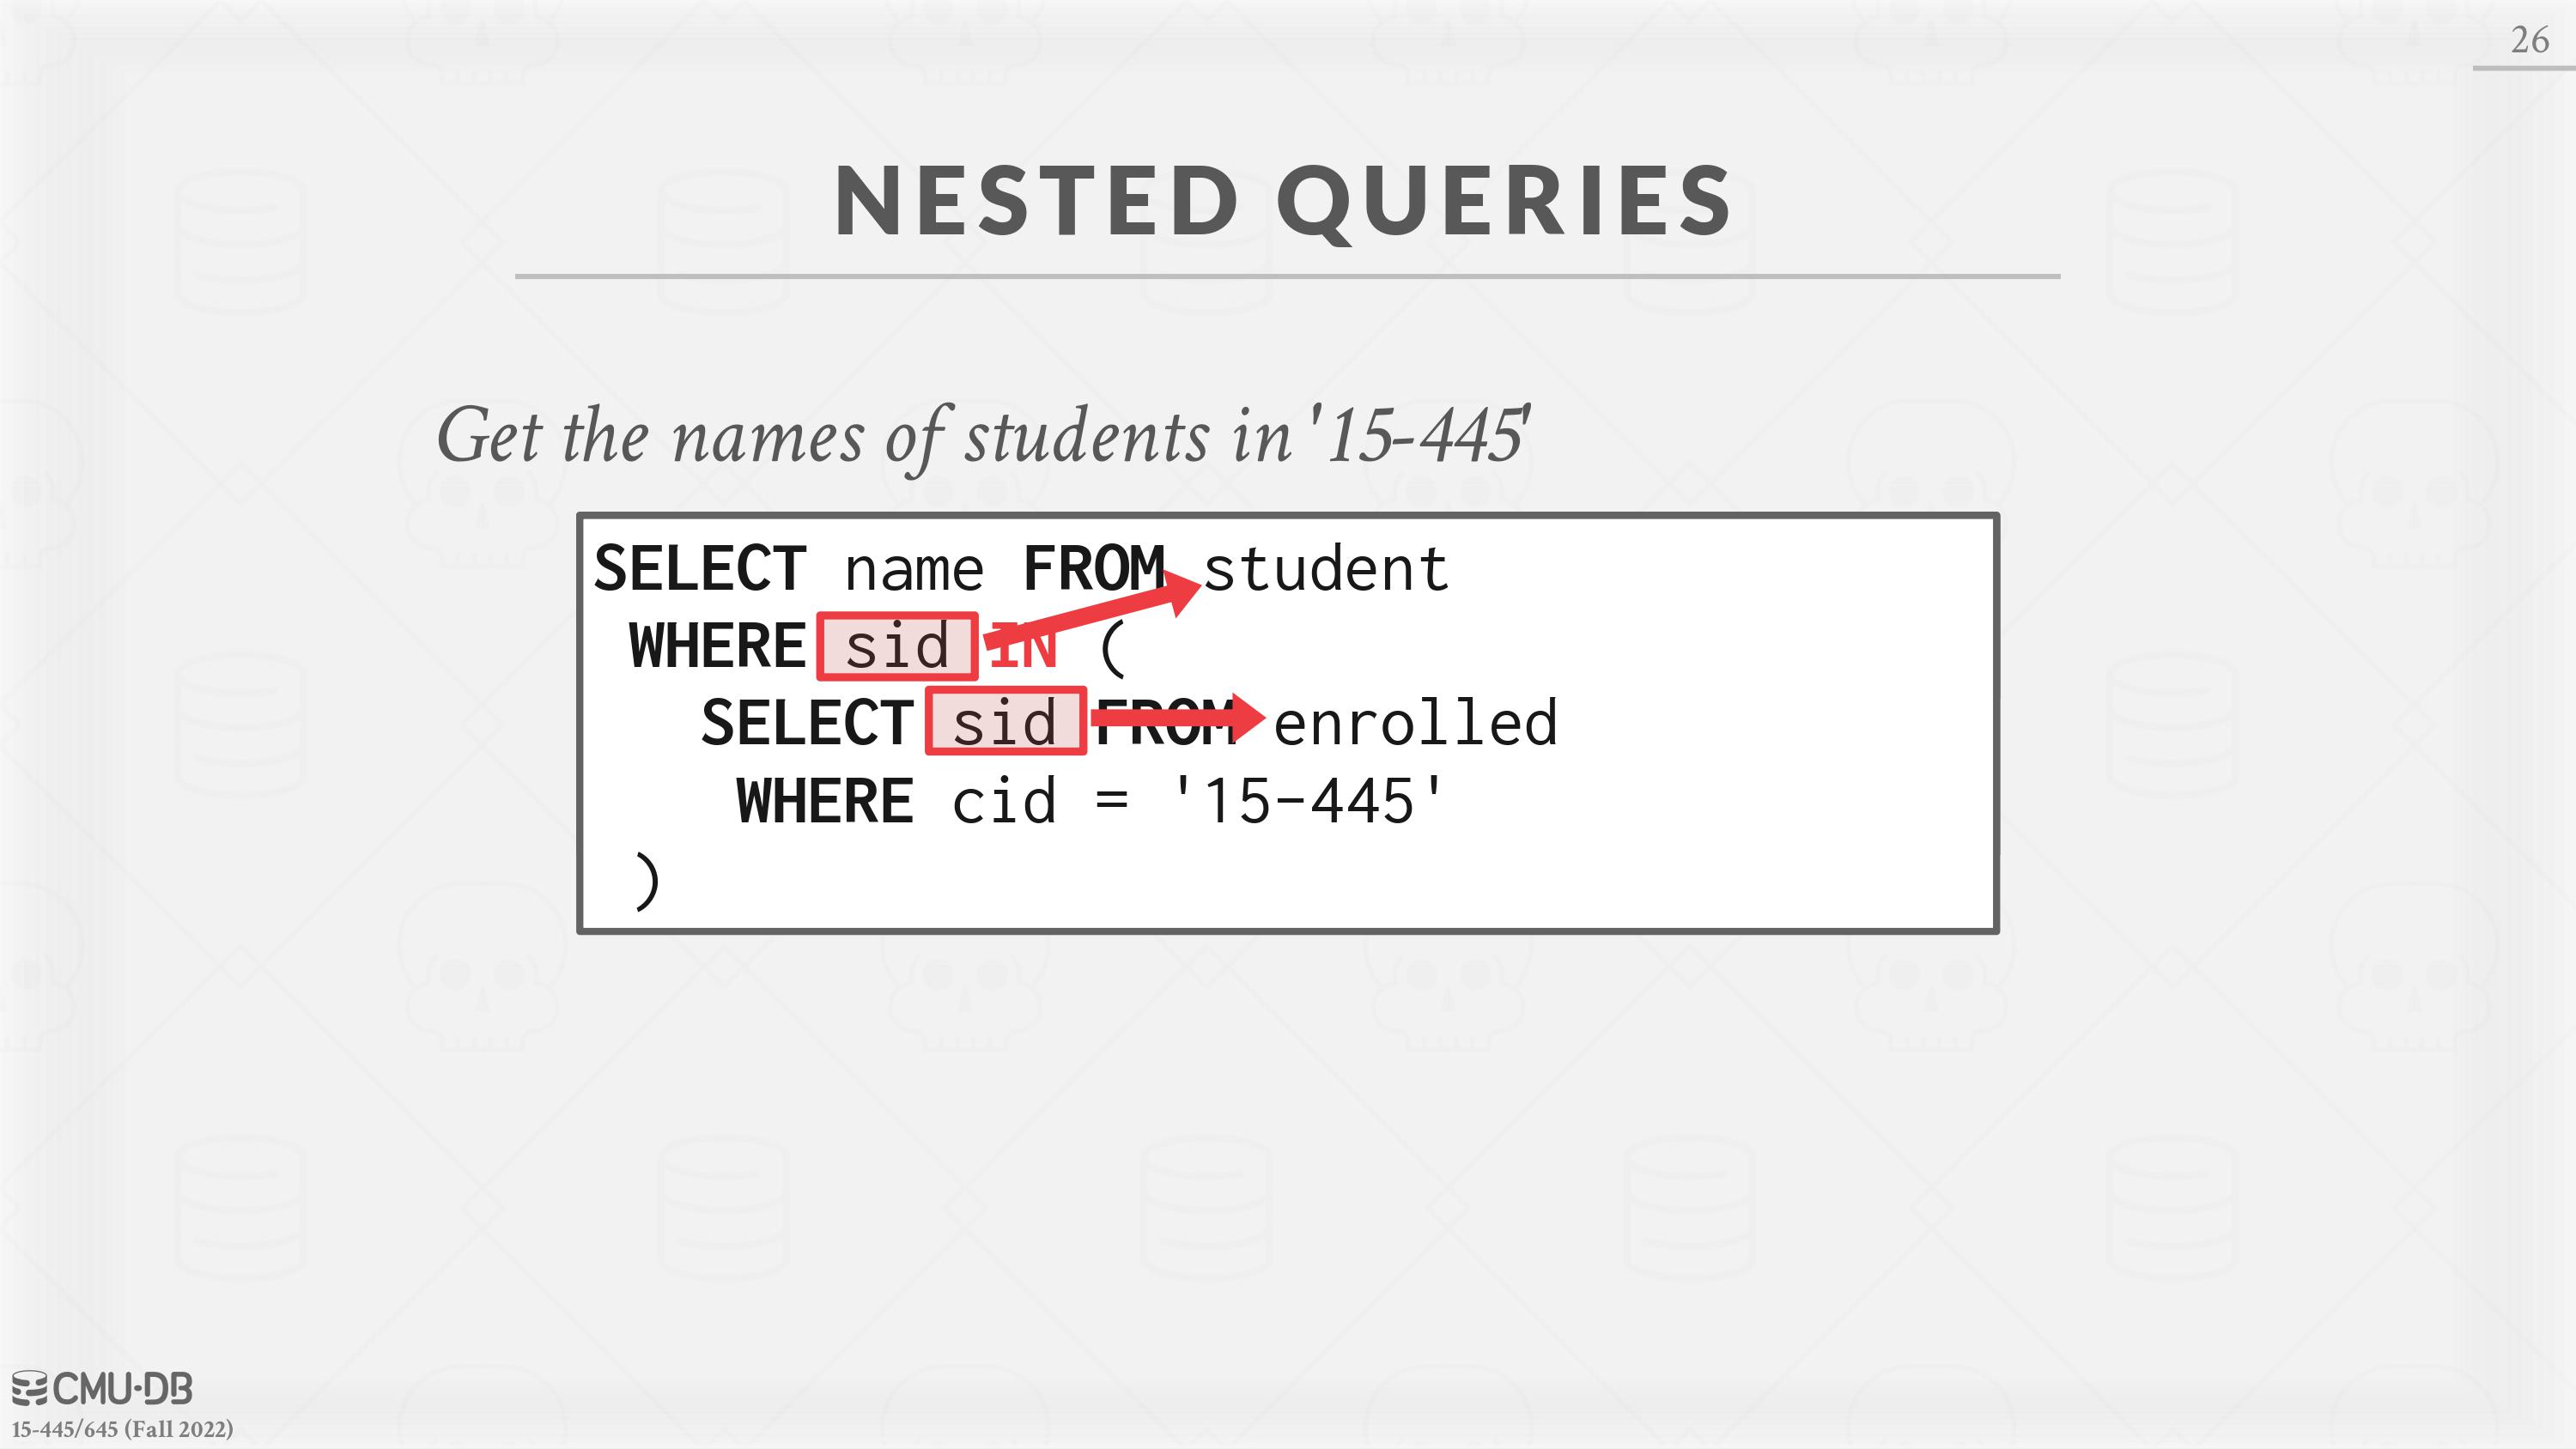 26
NESTED QUERIES
Get the names of students in '15-445'
SELECT name FROM student
WHERE sid IN (
SELECT sid FROM enrolled
WHERE cid = '15-445'
)
CMU·DB
15-445/645 (Fall 2022)